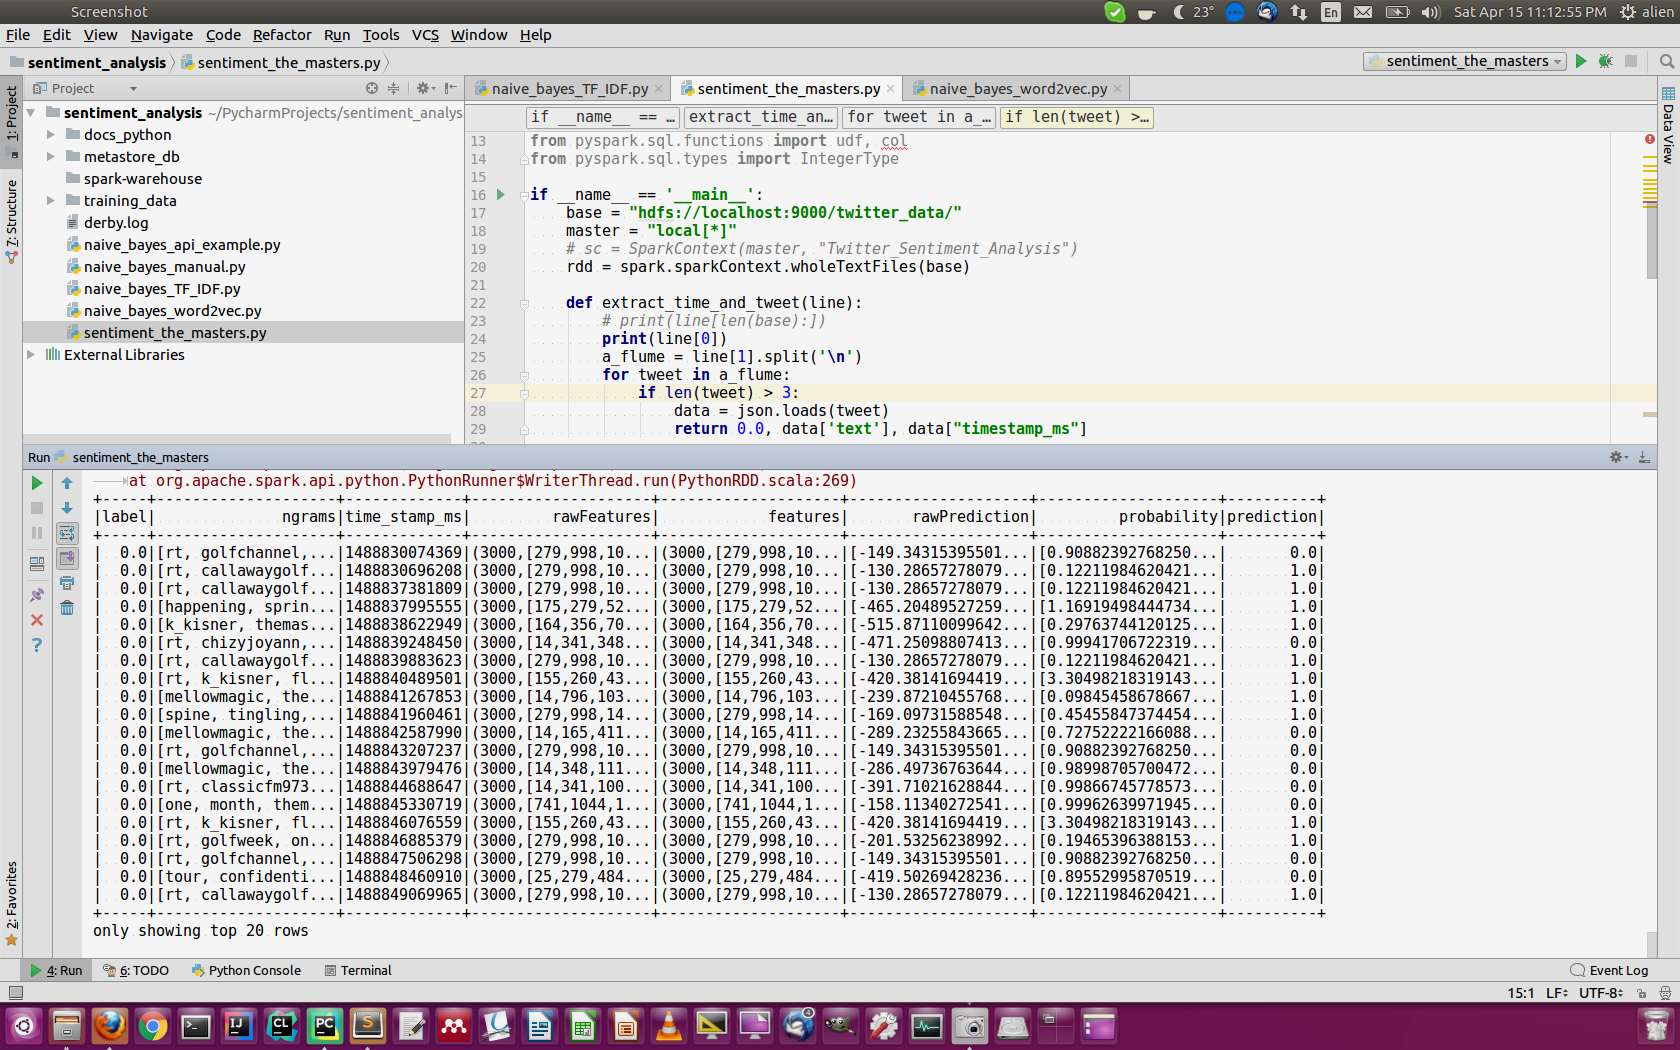 Screenshot
23°
En
Sat Apr 15 11:12:55 PM
alien
File Edit View Navigate Code Refactor Run Tools VCS Window Help
sentiment_analysis
sentiment_the_masters.py
sentiment_the_masters
1: Project
7: Structure
2: Favorites
Data View
Project
sentiment_analysis ~/PycharmProjects/sentiment_analys
docs_python
metastore_db
spark-warehouse
training_data
derby.log
naive_bayes_api_example.py
naive_bayes_manual.py
naive_bayes_TF_IDF.py
naive_bayes_word2vec.py
sentiment_the_masters.py
External Libraries
naive_bayes_TF_IDF.py × sentiment_the_masters.py × naive_bayes_word2vec.py ×
if __name__ == … extract_time_an… for tweet in a_… if len(tweet) >…
13 from pyspark.sql.functions import udf, col
14 from pyspark.sql.types import IntegerType
15
16 if __name__ == '__main__':
17 base = "hdfs://localhost:9000/twitter_data/"
18 master = "local[*]"
19 # sc = SparkContext(master, "Twitter_Sentiment_Analysis")
20 rdd = spark.sparkContext.wholeTextFiles(base)
21
22 def extract_time_and_tweet(line):
23 # print(line[len(base):])
24 print(line[0])
25 a_flume = line[1].split('\n')
26 for tweet in a_flume:
27 if len(tweet) > 3:
28 data = json.loads(tweet)
29 return 0.0, data['text'], data["timestamp_ms"]
Run sentiment_the_masters
at org.apache.spark.api.python.PythonRunner$WriterThread.run(PythonRDD.scala:269)
+-----+--------------------+-------------+--------------------+--------------------+--------------------+--------------------+----------+
|label| ngrams|time_stamp_ms| rawFeatures| features| rawPrediction| probability|prediction|
+-----+--------------------+-------------+--------------------+--------------------+--------------------+--------------------+----------+
| 0.0|[rt, golfchannel,...|1488830074369|(3000,[279,998,10...|(3000,[279,998,10...|[-149.34315395501...|[0.90882392768250...| 0.0|
| 0.0|[rt, callawaygolf...|1488830696208|(3000,[279,998,10...|(3000,[279,998,10...|[-130.28657278079...|[0.12211984620421...| 1.0|
| 0.0|[rt, callawaygolf...|1488837381809|(3000,[279,998,10...|(3000,[279,998,10...|[-130.28657278079...|[0.12211984620421...| 1.0|
| 0.0|[happening, sprin...|1488837995555|(3000,[175,279,52...|(3000,[175,279,52...|[-465.20489527259...|[1.16919498444734...| 1.0|
| 0.0|[k_kisner, themas...|1488838622949|(3000,[164,356,70...|(3000,[164,356,70...|[-515.87110099642...|[0.29763744120125...| 1.0|
| 0.0|[rt, chizyjoyann,...|1488839248450|(3000,[14,341,348...|(3000,[14,341,348...|[-471.25098807413...|[0.99941706722319...| 0.0|
| 0.0|[rt, callawaygolf...|1488839883623|(3000,[279,998,10...|(3000,[279,998,10...|[-130.28657278079...|[0.12211984620421...| 1.0|
| 0.0|[rt, k_kisner, fl...|1488840489501|(3000,[155,260,43...|(3000,[155,260,43...|[-420.38141694419...|[3.30498218319143...| 1.0|
| 0.0|[mellowmagic, the...|1488841267853|(3000,[14,796,103...|(3000,[14,796,103...|[-239.87210455768...|[0.09845458678667...| 1.0|
| 0.0|[spine, tingling,...|1488841960461|(3000,[279,998,14...|(3000,[279,998,14...|[-169.09731588548...|[0.45455847374454...| 1.0|
| 0.0|[mellowmagic, the...|1488842587990|(3000,[14,165,411...|(3000,[14,165,411...|[-289.23255843665...|[0.72752222166088...| 0.0|
| 0.0|[rt, golfchannel,...|1488843207237|(3000,[279,998,10...|(3000,[279,998,10...|[-149.34315395501...|[0.90882392768250...| 0.0|
| 0.0|[mellowmagic, the...|1488843979476|(3000,[14,348,111...|(3000,[14,348,111...|[-286.49736763644...|[0.98998705700472...| 0.0|
| 0.0|[rt, classicfm973...|1488844688647|(3000,[14,341,100...|(3000,[14,341,100...|[-391.71021628844...|[0.99866745778573...| 0.0|
| 0.0|[one, month, them...|1488845330719|(3000,[741,1044,1...|(3000,[741,1044,1...|[-158.11340272541...|[0.99962639971945...| 0.0|
| 0.0|[rt, k_kisner, fl...|1488846076559|(3000,[155,260,43...|(3000,[155,260,43...|[-420.38141694419...|[3.30498218319143...| 1.0|
| 0.0|[rt, golfweek, on...|1488846885379|(3000,[279,998,10...|(3000,[279,998,10...|[-201.53256238992...|[0.19465396388153...| 1.0|
| 0.0|[rt, golfchannel,...|1488847506298|(3000,[279,998,10...|(3000,[279,998,10...|[-149.34315395501...|[0.90882392768250...| 0.0|
| 0.0|[tour, confidenti...|1488848460910|(3000,[25,279,484...|(3000,[25,279,484...|[-419.50269428236...|[0.89552995870519...| 0.0|
| 0.0|[rt, callawaygolf...|1488849069965|(3000,[279,998,10...|(3000,[279,998,10...|[-130.28657278079...|[0.12211984620421...| 1.0|
+-----+--------------------+-------------+--------------------+--------------------+--------------------+--------------------+----------+
only showing top 20 rows
4: Run 6: TODO Python Console Terminal Event Log
15:1 LF UTF-8
IJ
CL
PC
S
4